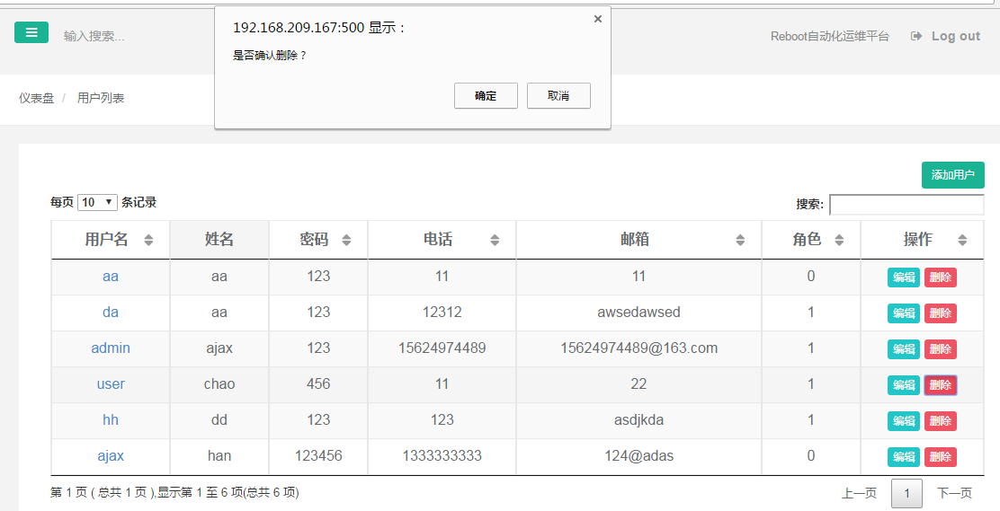 192.168.209.167:500 显示：
是否确认删除？
确定 取消
输入搜索...
Reboot自动化运维平台 Log out
仪表盘 / 用户列表
添加用户
每页 10 条记录 搜索:
用户名 姓名 密码 电话 邮箱 角色 操作
aa aa 123 11 11 0 编辑 删除
da aa 123 12312 awsedawsed 1 编辑 删除
admin ajax 123 15624974489 15624974489@163.com 1 编辑 删除
user chao 456 11 22 1 编辑 删除
hh dd 123 123 asdjkda 1 编辑 删除
ajax han 123456 1333333333 124@adas 0 编辑 删除
第 1 页 ( 总共 1 页 ),显示第 1 至 6 项(总共 6 项)
上一页 1 下一页